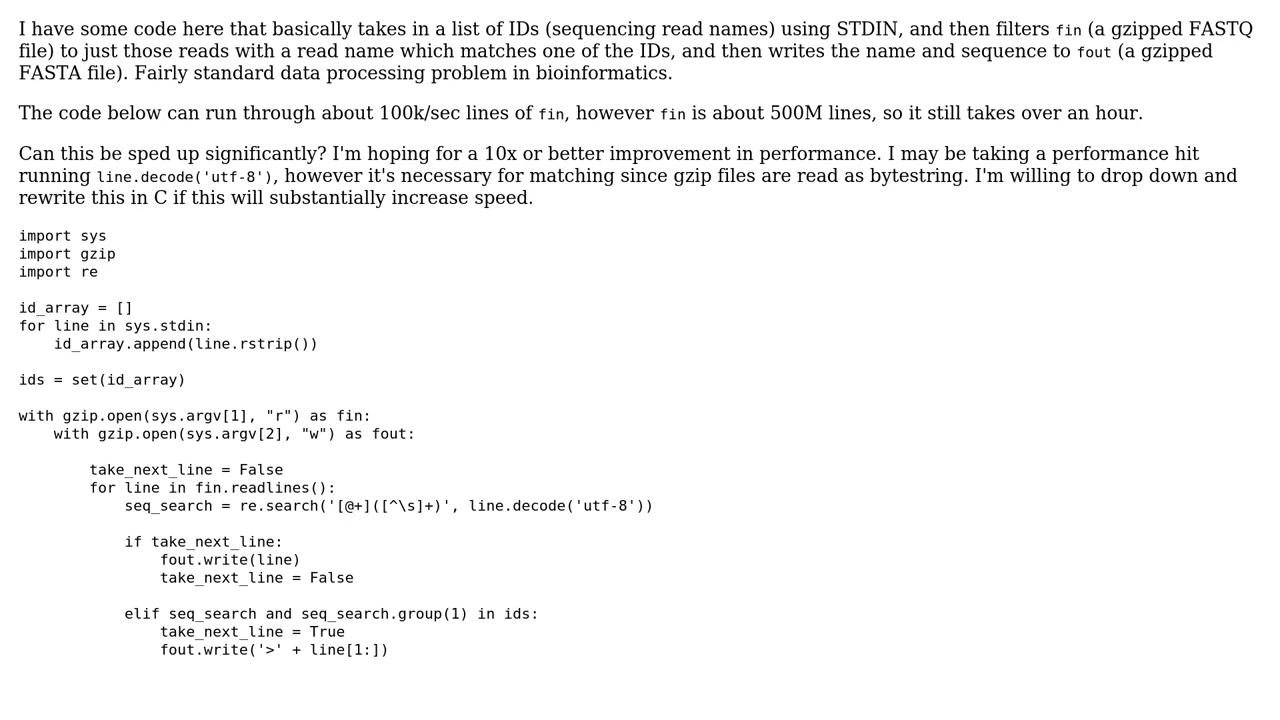 I have some code here that basically takes in a list of IDs (sequencing read names) using STDIN, and then filters fin (a gzipped FASTQ
file) to just those reads with a read name which matches one of the IDs, and then writes the name and sequence to fout (a gzipped
FASTA file). Fairly standard data processing problem in bioinformatics.
The code below can run through about 100k/sec lines of fin, however fin is about 500M lines, so it still takes over an hour.
Can this be sped up significantly? I'm hoping for a 10x or better improvement in performance. I may be taking a performance hit
running line.decode('utf-8'), however it's necessary for matching since gzip files are read as bytestring. I'm willing to drop down and
rewrite this in C if this will substantially increase speed.
import sys
import gzip
import re
id_array = []
for line in sys.stdin:
    id_array.append(line.rstrip())
ids = set(id_array)
with gzip.open(sys.argv[1], "r") as fin:
    with gzip.open(sys.argv[2], "w") as fout:
        take_next_line = False
        for line in fin.readlines():
            seq_search = re.search('[@+]([^\s]+)', line.decode('utf-8'))
            if take_next_line:
                fout.write(line)
                take_next_line = False
            elif seq_search and seq_search.group(1) in ids:
                take_next_line = True
                fout.write('>' + line[1:])